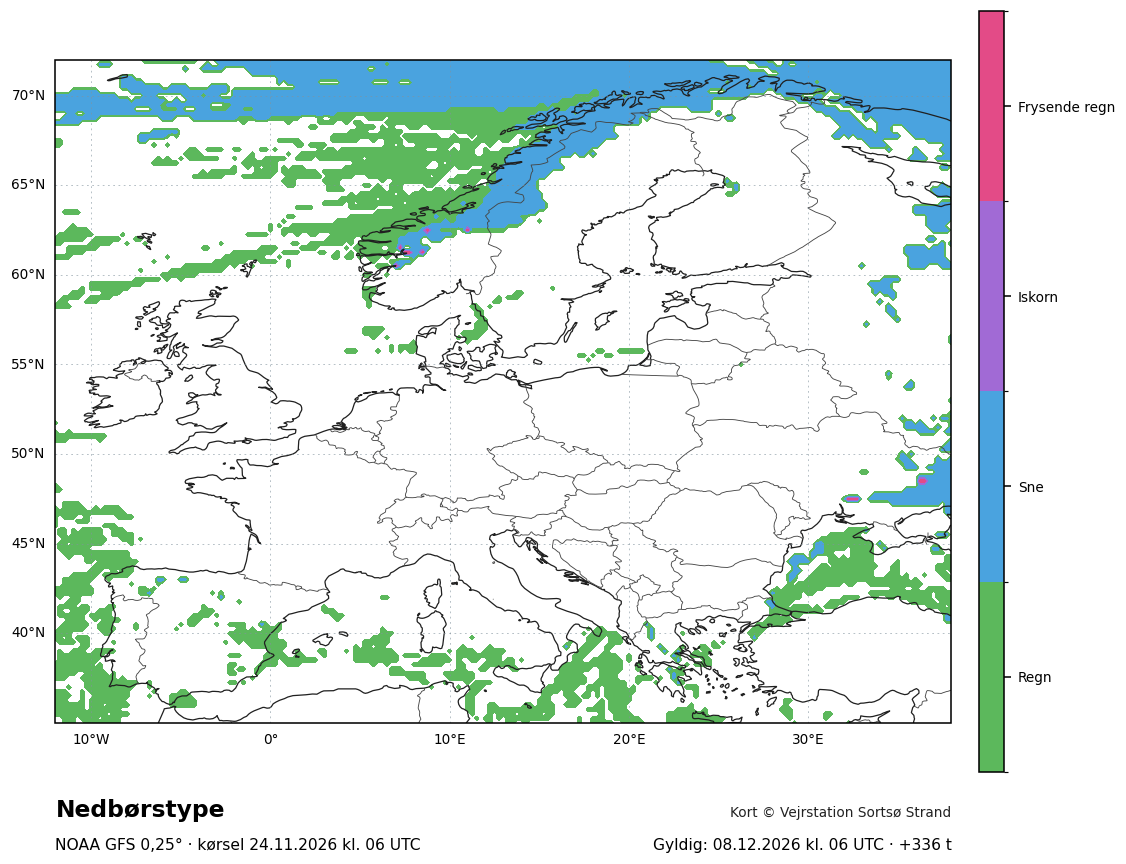 Frysende regn
Iskorn
Sne
Regn
70°N
65°N
60°N
55°N
50°N
45°N
40°N
10°W
0°
10°E
20°E
30°E
Nedbørstype
Kort © Vejrstation Sortsø Strand
NOAA GFS 0,25° · kørsel 24.11.2026 kl. 06 UTC
Gyldig: 08.12.2026 kl. 06 UTC · +336 t